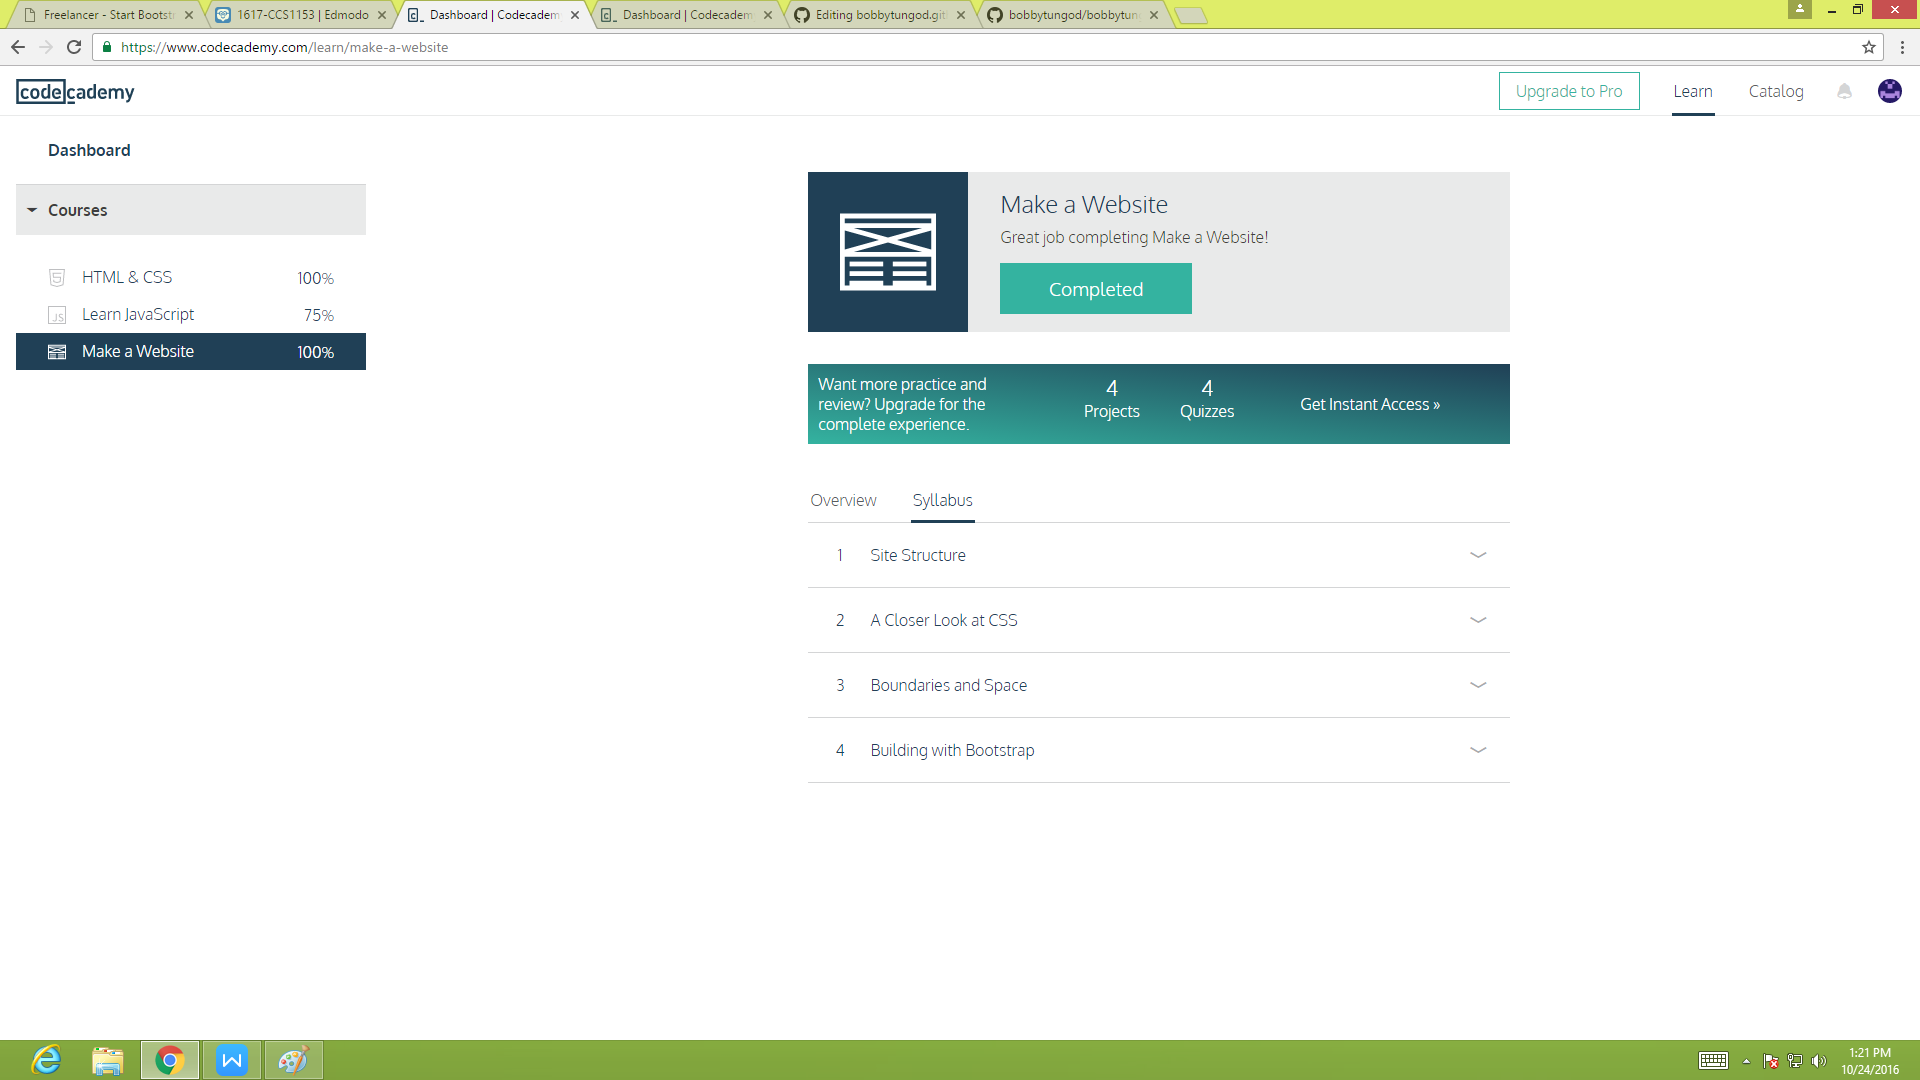 Freelancer - Start Bootst
1617-CCS1153 | Edmodo
Dashboard | Codecadem
Dashboard | Codecadem
Editing bobbytungod.git
bobbytungod/bobbytung
https://www.codecademy.com/learn/make-a-website
codecademy
Upgrade to Pro
Learn
Catalog
Dashboard
Courses
HTML & CSS 100%
Learn JavaScript 75%
Make a Website 100%
Make a Website
Great job completing Make a Website!
Completed
Want more practice and
review? Upgrade for the
complete experience.
4
Projects
4
Quizzes
Get Instant Access »
Overview
Syllabus
1 Site Structure
2 A Closer Look at CSS
3 Boundaries and Space
4 Building with Bootstrap
1:21 PM
10/24/2016